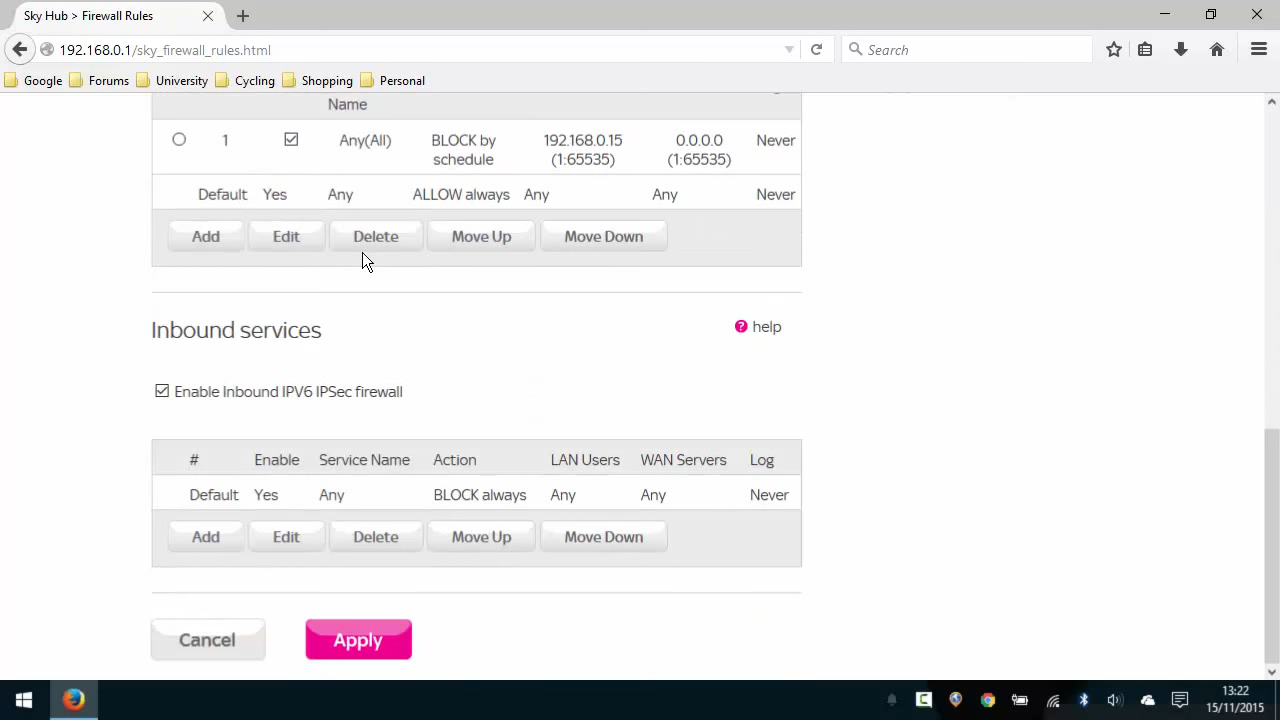 Sky Hub > Firewall Rules
192.168.0.1/sky_firewall_rules.html
Search
Google Forums University Cycling Shopping Personal
Name
1 Any(All) BLOCK by schedule 192.168.0.15 (1:65535) 0.0.0.0 (1:65535) Never
Default Yes Any ALLOW always Any Any Never
Add Edit Delete Move Up Move Down
Inbound services
? help
Enable Inbound IPV6 IPSec firewall
# Enable Service Name Action LAN Users WAN Servers Log
Default Yes Any BLOCK always Any Any Never
Add Edit Delete Move Up Move Down
Cancel Apply
13:22
15/11/2015